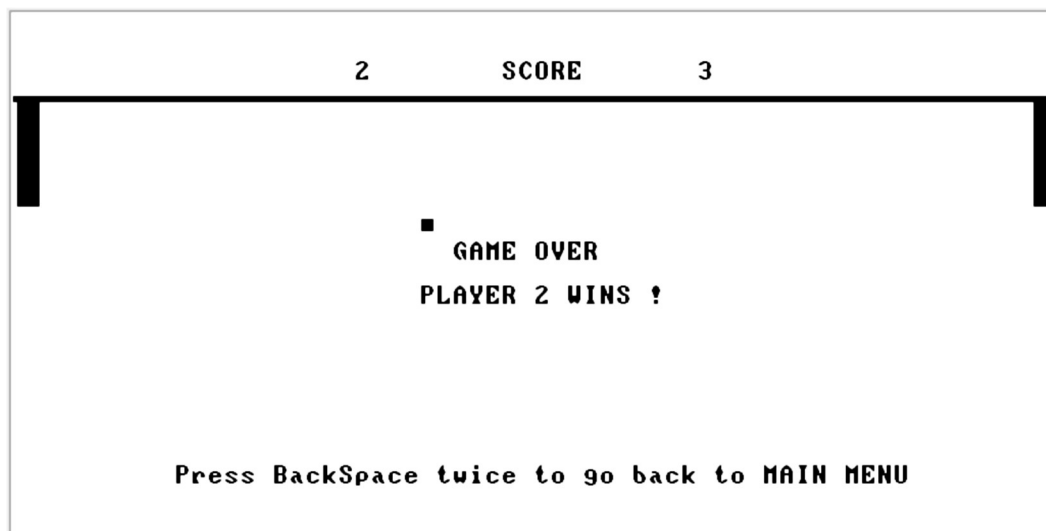 2 SCORE 3
GAME OVER
PLAYER 2 WINS !
Press BackSpace twice to go back to MAIN MENU